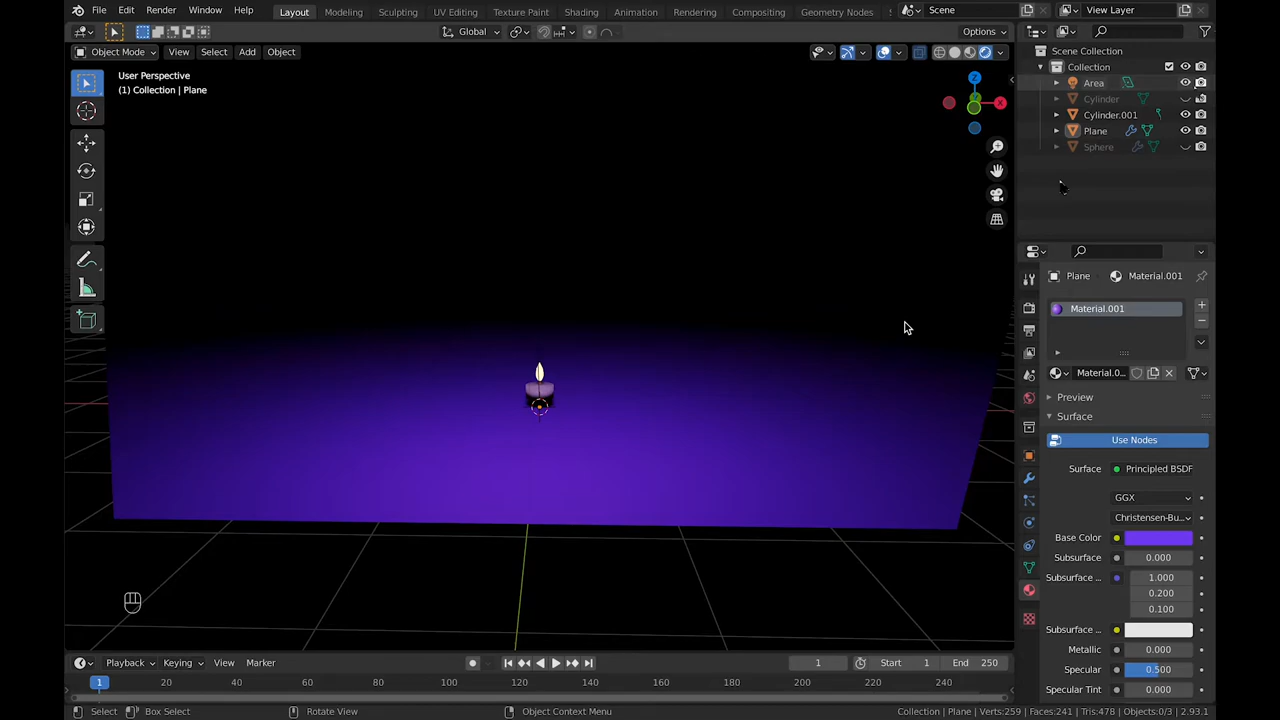 File Edit Render Window Help Layout Modeling Sculpting UV Editing Texture Paint Shading Animation Rendering Compositing Geometry Nodes Scene View Layer
Object Mode View Select Add Object Global Options
User Perspective
(1) Collection | Plane
Scene Collection
Collection
Area
Cylinder
Cylinder.001
Plane
Sphere
Z
X
Plane Material.001
Material.001
Material.0...
Preview
Surface
Use Nodes
Surface Principled BSDF
GGX
Christensen-Bu...
Base Color
Subsurface 0.000
Subsurface .. 1.000
0.200
0.100
Subsurface ..
Metallic 0.000
Specular 0.500
Specular Tint 0.000
Playback Keying View Marker 1 Start 1 End 250
1 20 40 60 80 100 120 140 160 180 200 220 240
Select Box Select Rotate View Object Context Menu Collection | Plane | Verts:259 | Faces:241 | Tris:478 | Objects:0/3 | 2.93.1